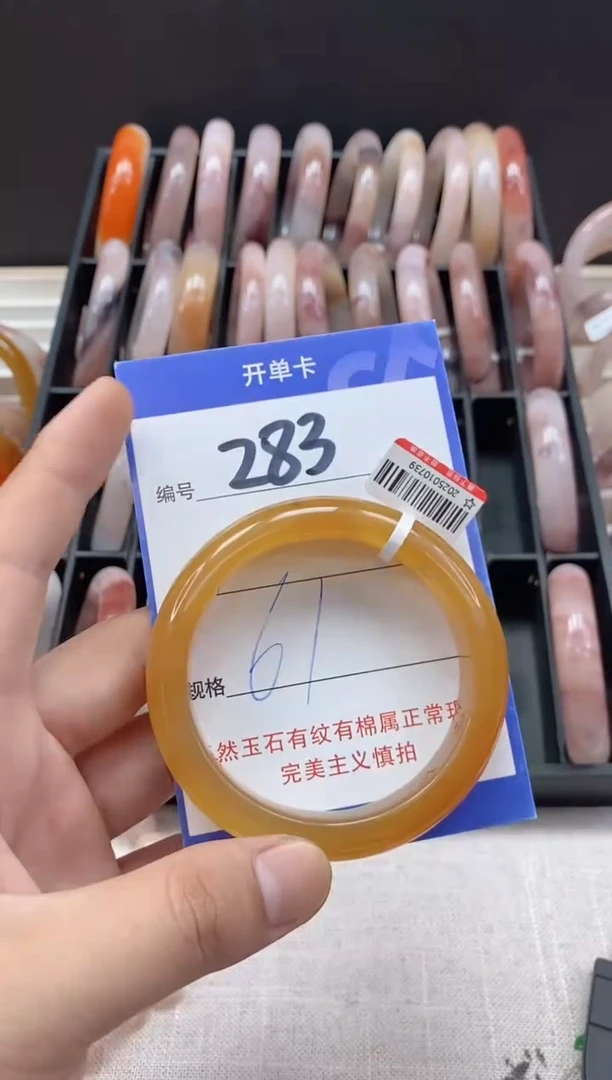 开单卡
编号 283
2025010739
规格 61
然玉石有纹有棉属正常现
完美主义慎拍